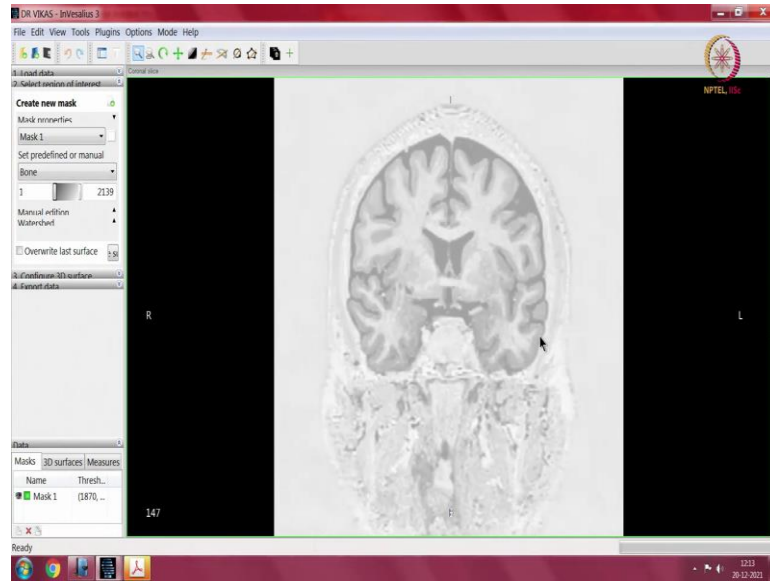 DR VIKAS - InVesalius 3
File Edit View Tools Plugins Options Mode Help
1. Load data
Coronal slice
2. Select region of interest
NPTEL, IISc
Create new mask
Mask properties
Mask 1
Set predefined or manual
Bone
1 2139
Manual edition
Watershed
Overwrite last surface
3. Configure 3D surface
4. Export data
R
L
Data
Masks 3D surfaces Measures
Name Thresh...
Mask 1 (1870, ...
147
Ready
12:13
20-12-2021